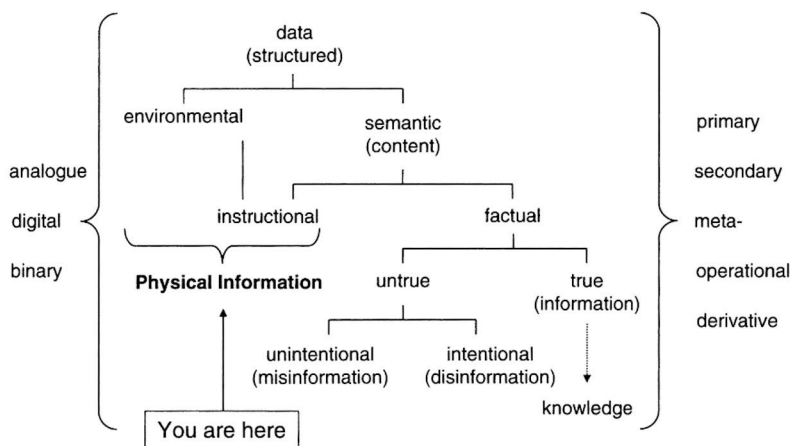 data
(structured)
environmental
semantic
(content)
primary
analogue
secondary
digital
instructional
factual
meta-
binary
Physical Information
untrue
true
(information)
operational
derivative
unintentional
(misinformation)
intentional
(disinformation)
knowledge
You are here